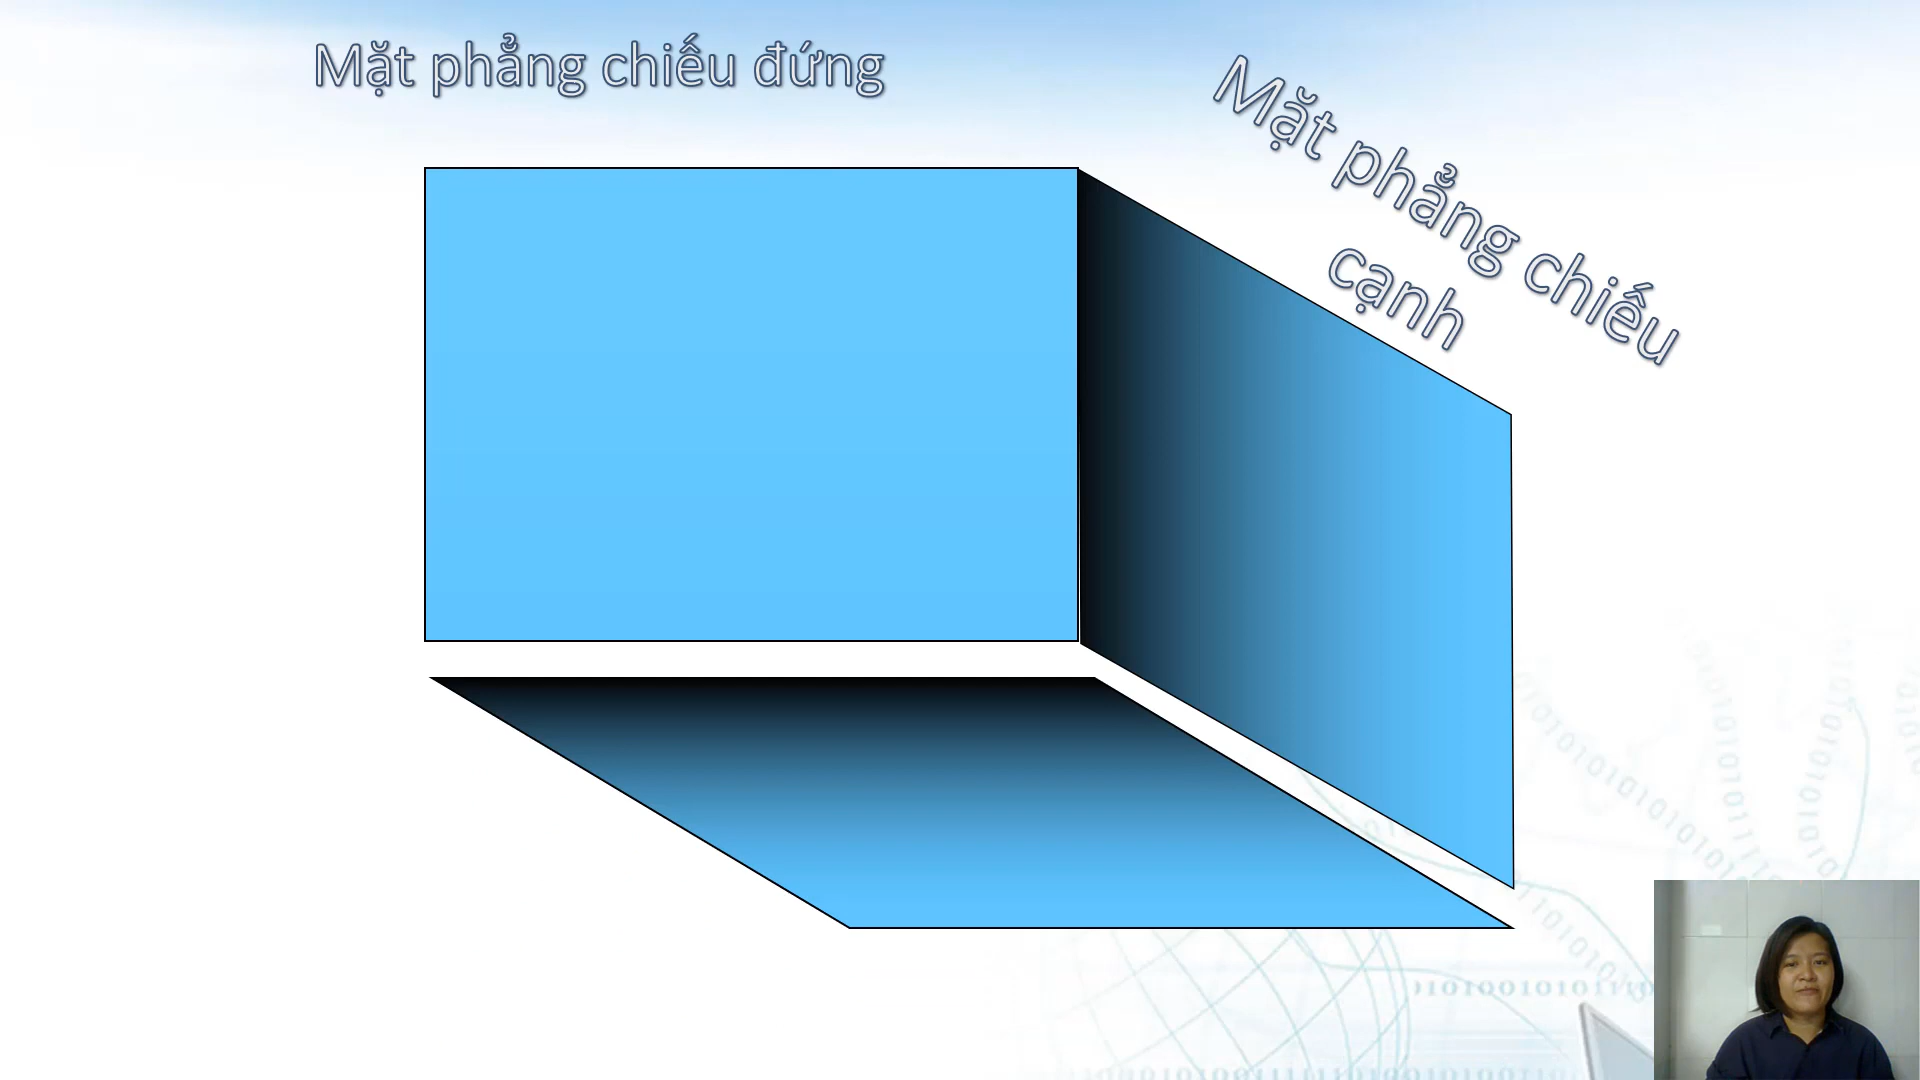 Mặt phẳng chiếu đứng
Mặt phẳng chiếu
cạnh